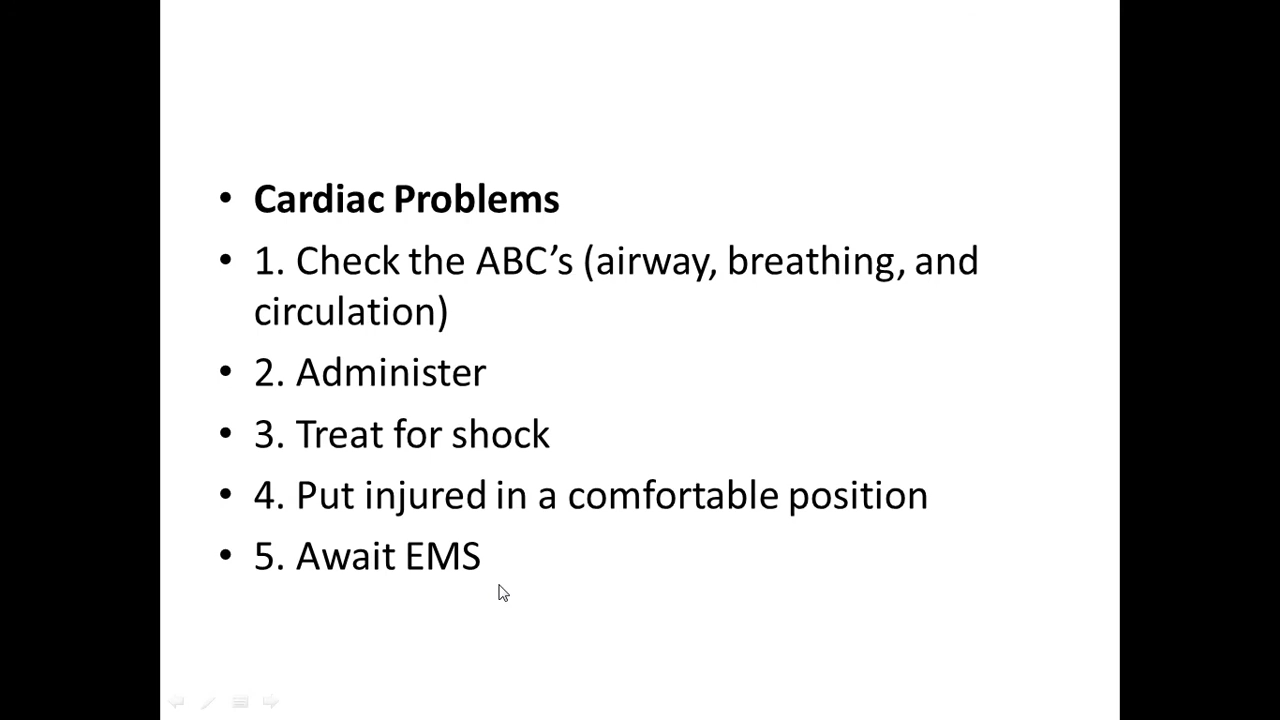 • Cardiac Problems
• 1. Check the ABC’s (airway, breathing, and
circulation)
• 2. Administer
• 3. Treat for shock
• 4. Put injured in a comfortable position
• 5. Await EMS